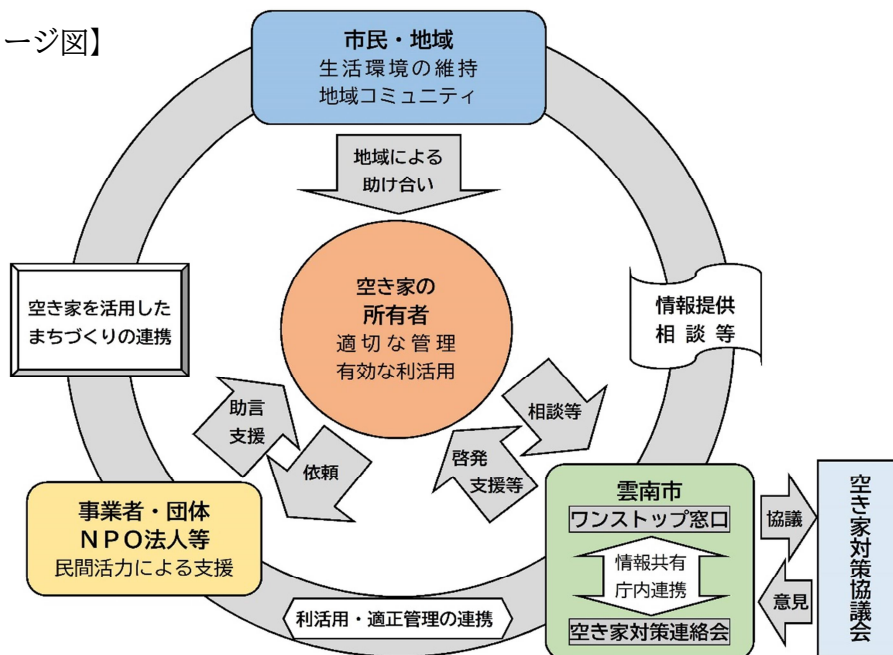 ージ図】
市民・地域
生活環境の維持
地域コミュニティ
地域による
助け合い
空き家の
所有者
適切な管理
有効な利活用
空き家を活用した
まちづくりの連携
情報提供
相談等
助言
支援
依頼
相談等
啓発
支援等
事業者・団体
ＮＰＯ法人等
民間活力による支援
雲南市
ワンストップ窓口
情報共有
庁内連携
空き家対策連絡会
協議
意見
空き家対策協議会
利活用・適正管理の連携